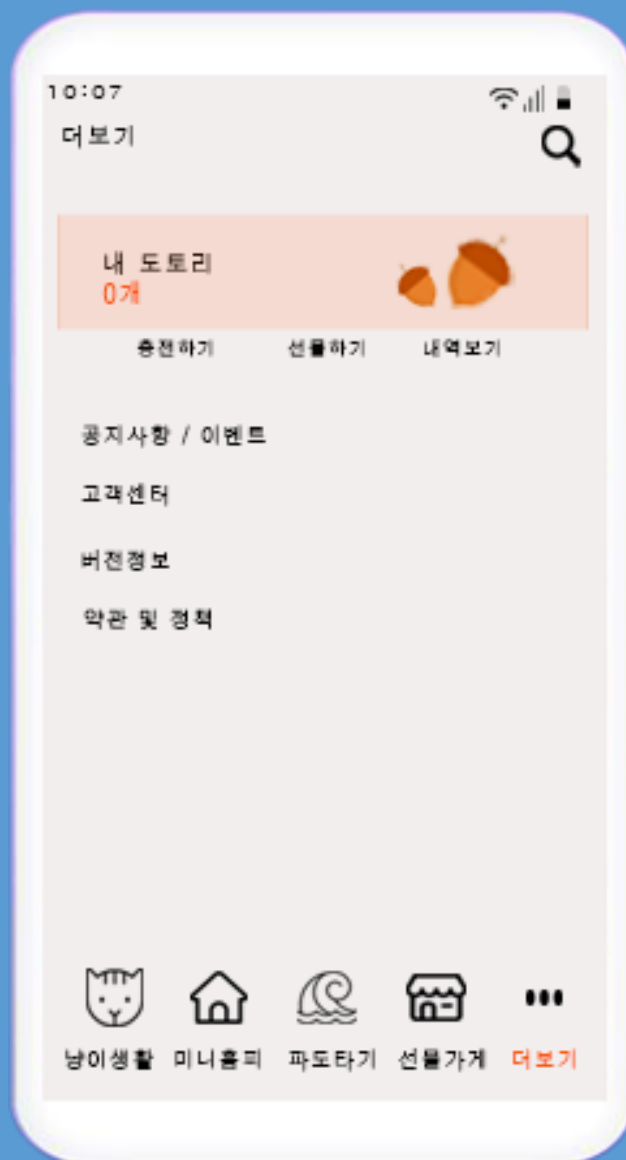 10:07
더보기
내 도토리
0개
충전하기 선물하기 내역보기
공지사항 / 이벤트
고객센터
버전정보
약관 및 정책
냥이생활 미니홈피 파도타기 선물가게 더보기